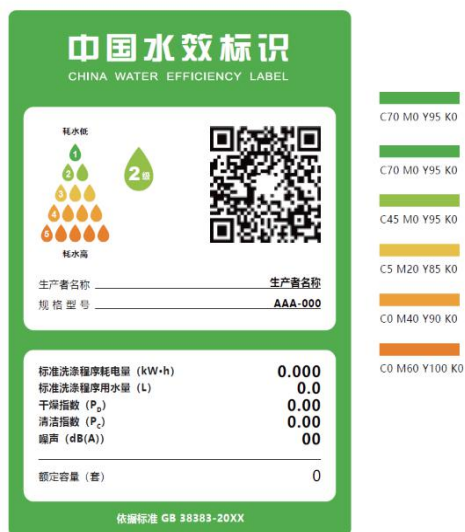 中国水效标识
CHINA WATER EFFICIENCY LABEL
耗水低
1
2
3
4
5
耗水高
2级
生产者名称 生产者名称
规格型号 AAA-000
标准洗涤程序耗电量（kW·h） 0.000
标准洗涤程序用水量（L） 0.0
干燥指数（PD） 0.00
清洁指数（PC） 0.00
噪声（dB(A)） 00
额定容量（套） 0
依据标准 GB 38383-20XX
C70 M0 Y95 K0
C70 M0 Y95 K0
C45 M0 Y95 K0
C5 M20 Y85 K0
C0 M40 Y90 K0
C0 M60 Y100 K0